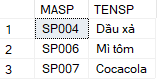 MASP TENSP
1 SP004 Dầu xả
2 SP006 Mì tôm
3 SP007 Cocacola